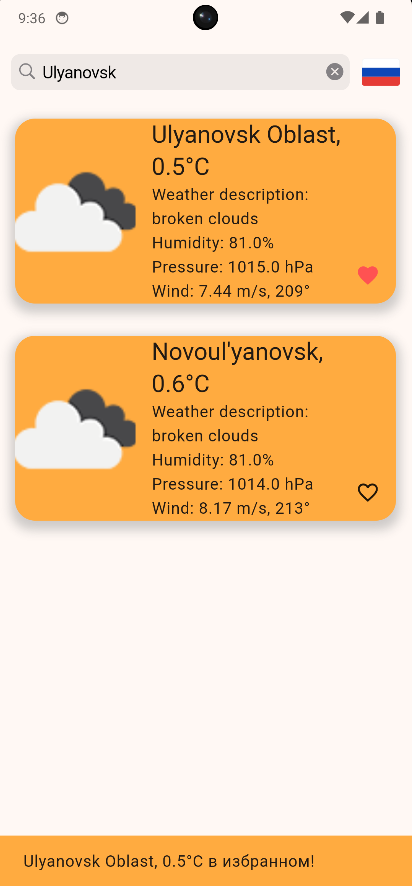 9:36
Ulyanovsk
Ulyanovsk Oblast,
0.5°C
Weather description:
broken clouds
Humidity: 81.0%
Pressure: 1015.0 hPa
Wind: 7.44 m/s, 209°
Novoul'yanovsk,
0.6°C
Weather description:
broken clouds
Humidity: 81.0%
Pressure: 1014.0 hPa
Wind: 8.17 m/s, 213°
Ulyanovsk Oblast, 0.5°C в избранном!